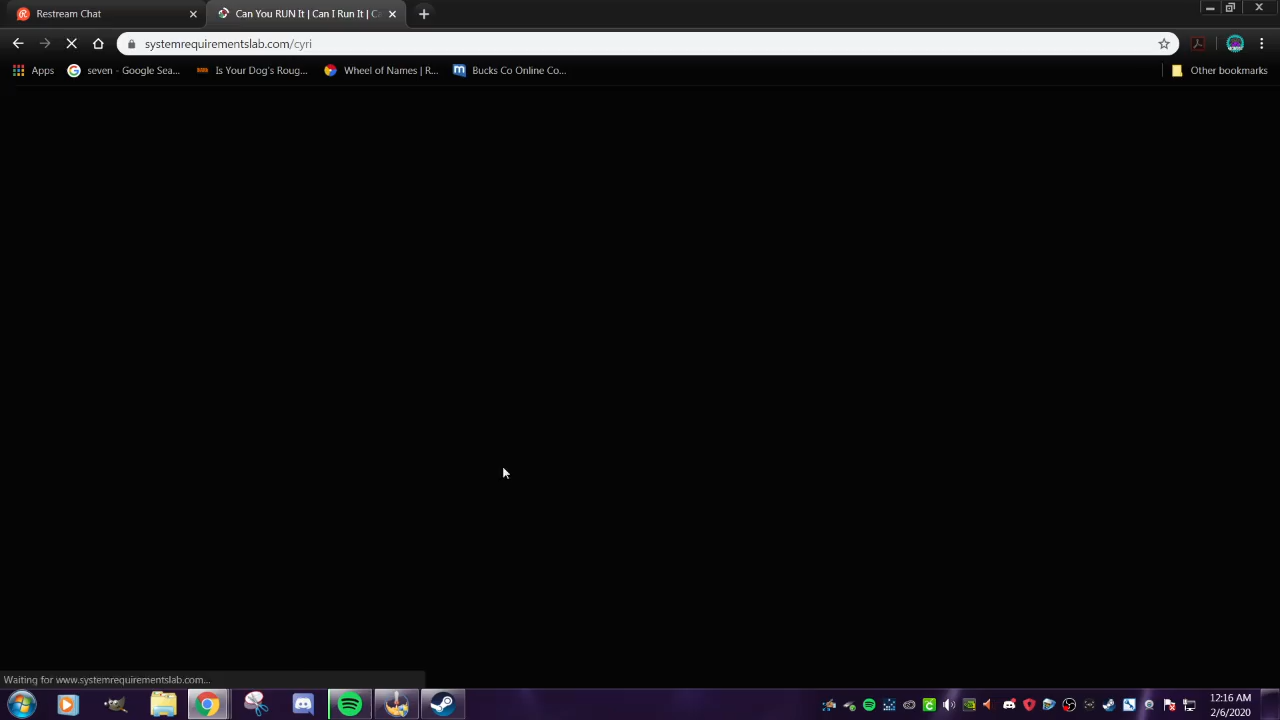 Restream Chat
Can You RUN It | Can I Run It | Ca
systemrequirementslab.com/cyri
Apps
seven - Google Sea...
Is Your Dog's Roug...
Wheel of Names | R...
Bucks Co Online Co...
Other bookmarks
Waiting for www.systemrequirementslab.com...
12:16 AM
2/6/2020